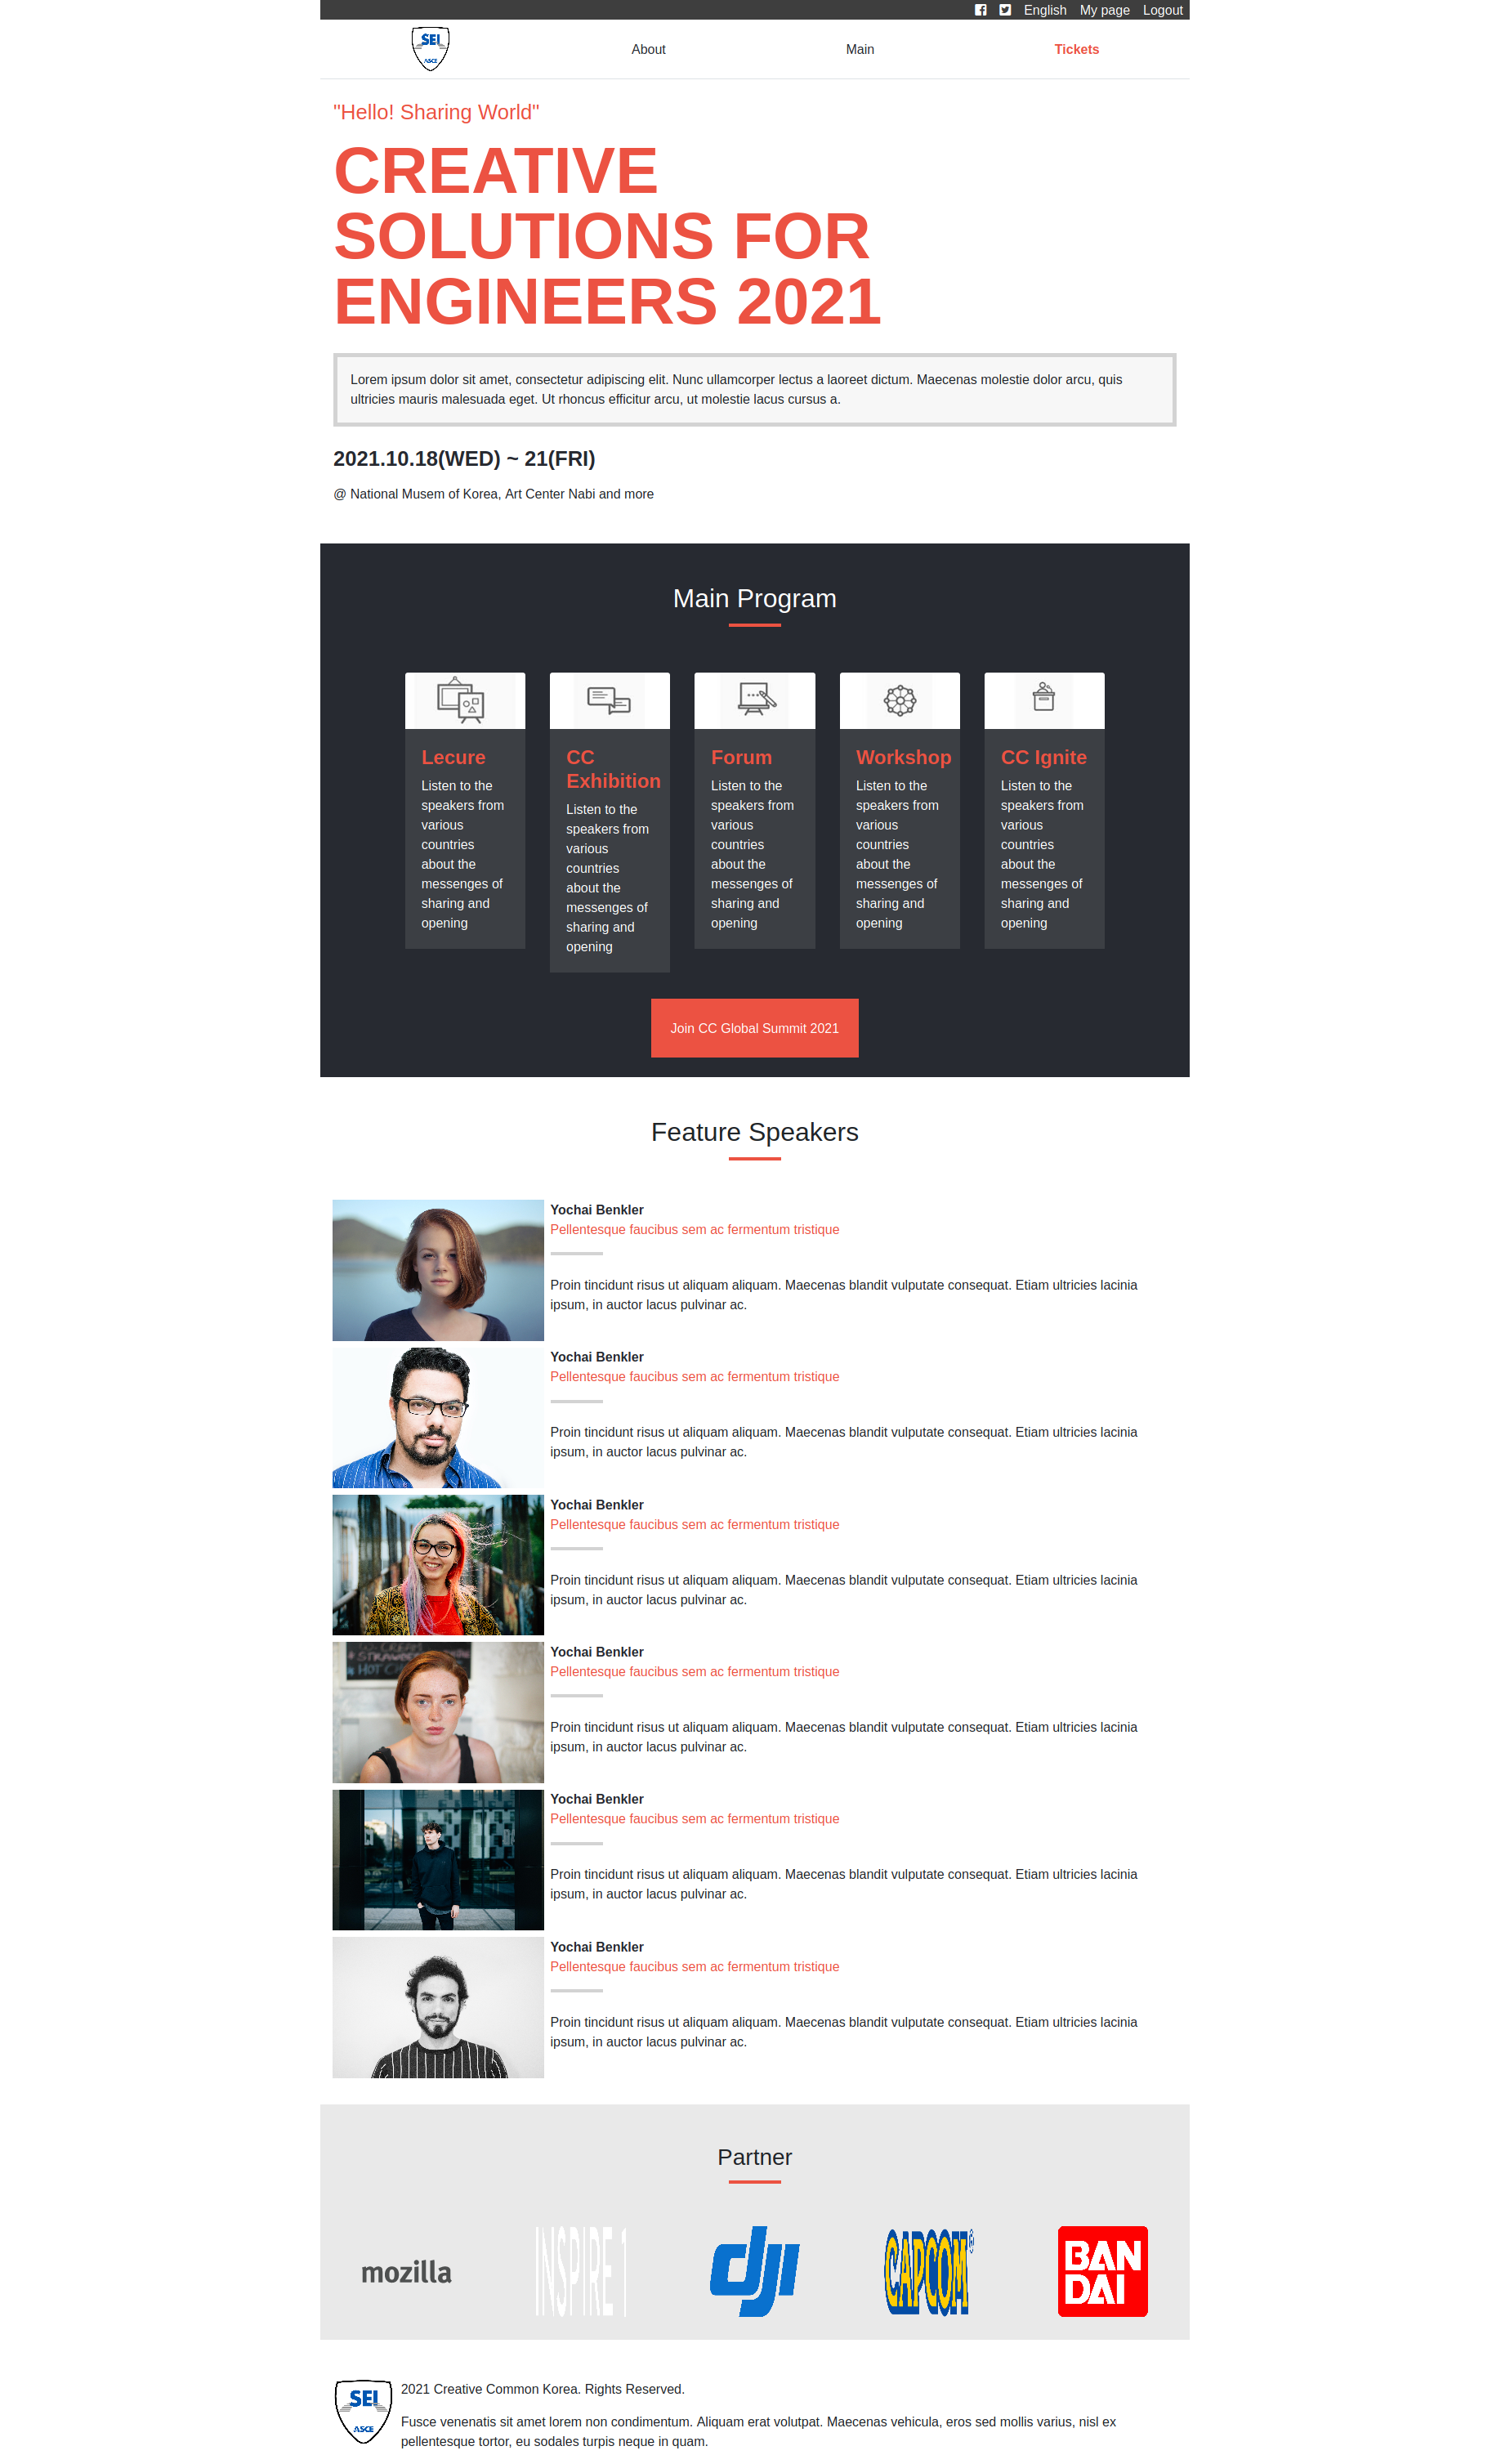 English My page Logout
SEI
ASCE
About Main Tickets
"Hello! Sharing World"
CREATIVE
SOLUTIONS FOR
ENGINEERS 2021
Lorem ipsum dolor sit amet, consectetur adipiscing elit. Nunc ullamcorper lectus a laoreet dictum. Maecenas molestie dolor arcu, quis
ultricies mauris malesuada eget. Ut rhoncus efficitur arcu, ut molestie lacus cursus a.
2021.10.18(WED) ~ 21(FRI)
@ National Musem of Korea, Art Center Nabi and more
Main Program
Lecure
Listen to the
speakers from
various
countries
about the
messenges of
sharing and
opening
CC
Exhibition
Listen to the
speakers from
various
countries
about the
messenges of
sharing and
opening
Forum
Listen to the
speakers from
various
countries
about the
messenges of
sharing and
opening
Workshop
Listen to the
speakers from
various
countries
about the
messenges of
sharing and
opening
CC Ignite
Listen to the
speakers from
various
countries
about the
messenges of
sharing and
opening
Join CC Global Summit 2021
Feature Speakers
Yochai Benkler
Pellentesque faucibus sem ac fermentum tristique
Proin tincidunt risus ut aliquam aliquam. Maecenas blandit vulputate consequat. Etiam ultricies lacinia
ipsum, in auctor lacus pulvinar ac.
Yochai Benkler
Pellentesque faucibus sem ac fermentum tristique
Proin tincidunt risus ut aliquam aliquam. Maecenas blandit vulputate consequat. Etiam ultricies lacinia
ipsum, in auctor lacus pulvinar ac.
Yochai Benkler
Pellentesque faucibus sem ac fermentum tristique
Proin tincidunt risus ut aliquam aliquam. Maecenas blandit vulputate consequat. Etiam ultricies lacinia
ipsum, in auctor lacus pulvinar ac.
Yochai Benkler
Pellentesque faucibus sem ac fermentum tristique
Proin tincidunt risus ut aliquam aliquam. Maecenas blandit vulputate consequat. Etiam ultricies lacinia
ipsum, in auctor lacus pulvinar ac.
Yochai Benkler
Pellentesque faucibus sem ac fermentum tristique
Proin tincidunt risus ut aliquam aliquam. Maecenas blandit vulputate consequat. Etiam ultricies lacinia
ipsum, in auctor lacus pulvinar ac.
Yochai Benkler
Pellentesque faucibus sem ac fermentum tristique
Proin tincidunt risus ut aliquam aliquam. Maecenas blandit vulputate consequat. Etiam ultricies lacinia
ipsum, in auctor lacus pulvinar ac.
Partner
mozilla
INSPIRE 1
dji
CAPCOM®
BAN
DAI
SEI
ASCE
2021 Creative Common Korea. Rights Reserved.
Fusce venenatis sit amet lorem non condimentum. Aliquam erat volutpat. Maecenas vehicula, eros sed mollis varius, nisl ex
pellentesque tortor, eu sodales turpis neque in quam.